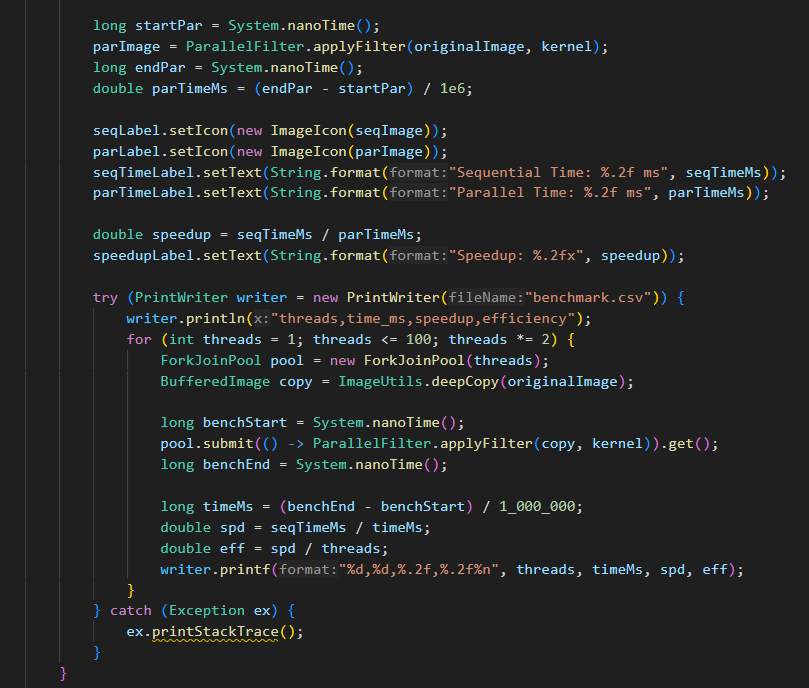 long startPar = System.nanoTime();
parImage = ParallelFilter.applyFilter(originalImage, kernel);
long endPar = System.nanoTime();
double parTimeMs = (endPar - startPar) / 1e6;
seqLabel.setIcon(new ImageIcon(seqImage));
parLabel.setIcon(new ImageIcon(parImage));
seqTimeLabel.setText(String.format(format:"Sequential Time: %.2f ms", seqTimeMs));
parTimeLabel.setText(String.format(format:"Parallel Time: %.2f ms", parTimeMs));
double speedup = seqTimeMs / parTimeMs;
speedupLabel.setText(String.format(format:"Speedup: %.2fx", speedup));
try (PrintWriter writer = new PrintWriter(fileName:"benchmark.csv")) {
writer.println(x:"threads,time_ms,speedup,efficiency");
for (int threads = 1; threads <= 100; threads *= 2) {
ForkJoinPool pool = new ForkJoinPool(threads);
BufferedImage copy = ImageUtils.deepCopy(originalImage);
long benchStart = System.nanoTime();
pool.submit(() -> ParallelFilter.applyFilter(copy, kernel)).get();
long benchEnd = System.nanoTime();
long timeMs = (benchEnd - benchStart) / 1_000_000;
double spd = seqTimeMs / timeMs;
double eff = spd / threads;
writer.printf(format:"%d,%d,%.2f,%.2f%n", threads, timeMs, spd, eff);
}
} catch (Exception ex) {
ex.printStackTrace();
}
}